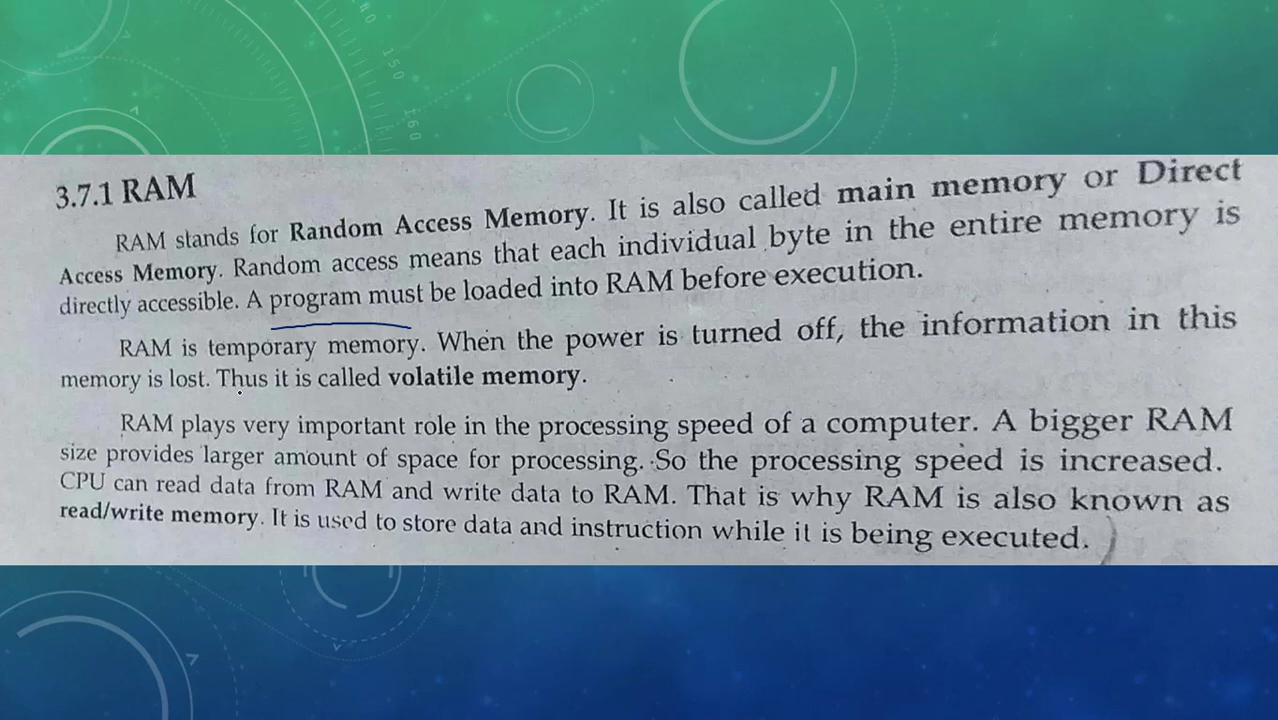 150
160
3.7.1 RAM
RAM stands for Random Access Memory. It is also called main memory or Direct
Access Memory. Random access means that each individual byte in the entire memory is
directly accessible. A program must be loaded into RAM before execution.
RAM is temporary memory. When the power is turned off, the information in this
memory is lost. Thus it is called volatile memory.
RAM plays very important role in the processing speed of a computer. A bigger RAM
size provides larger amount of space for processing. So the processing speed is increased.
CPU can read data from RAM and write data to RAM. That is why RAM is also known as
read/write memory. It is used to store data and instruction while it is being executed.